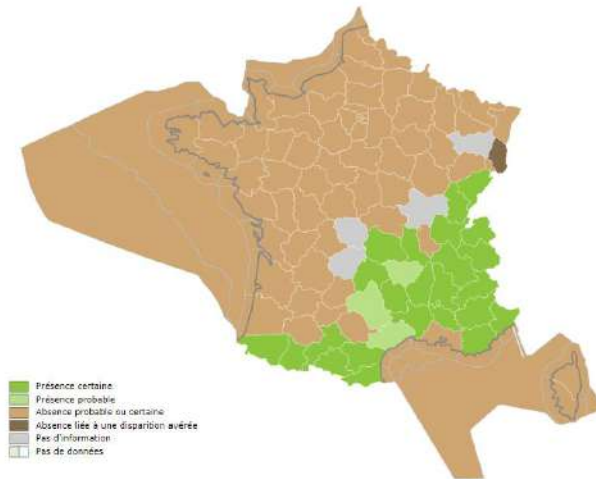 Présence certaine
Présence probable
Absence probable ou certaine
Absence liée à une disparition avérée
Pas d'information
Pas de données